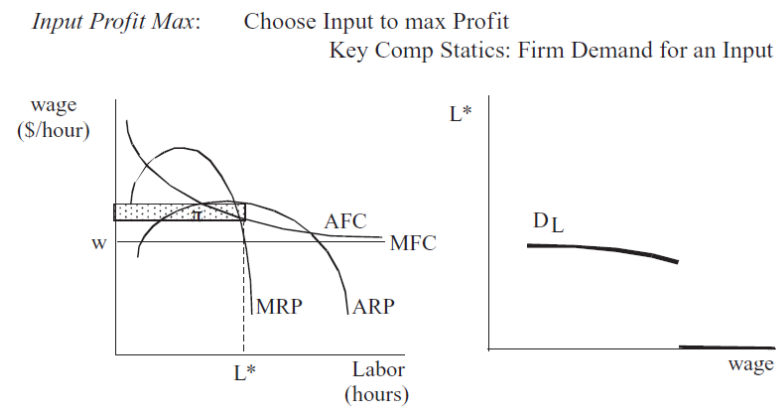 Input Profit Max: Choose Input to max Profit
Key Comp Statics: Firm Demand for an Input
wage
($/hour)
π
AFC
w
MFC
MRP
ARP
L*
Labor
(hours)
L*
DL
wage